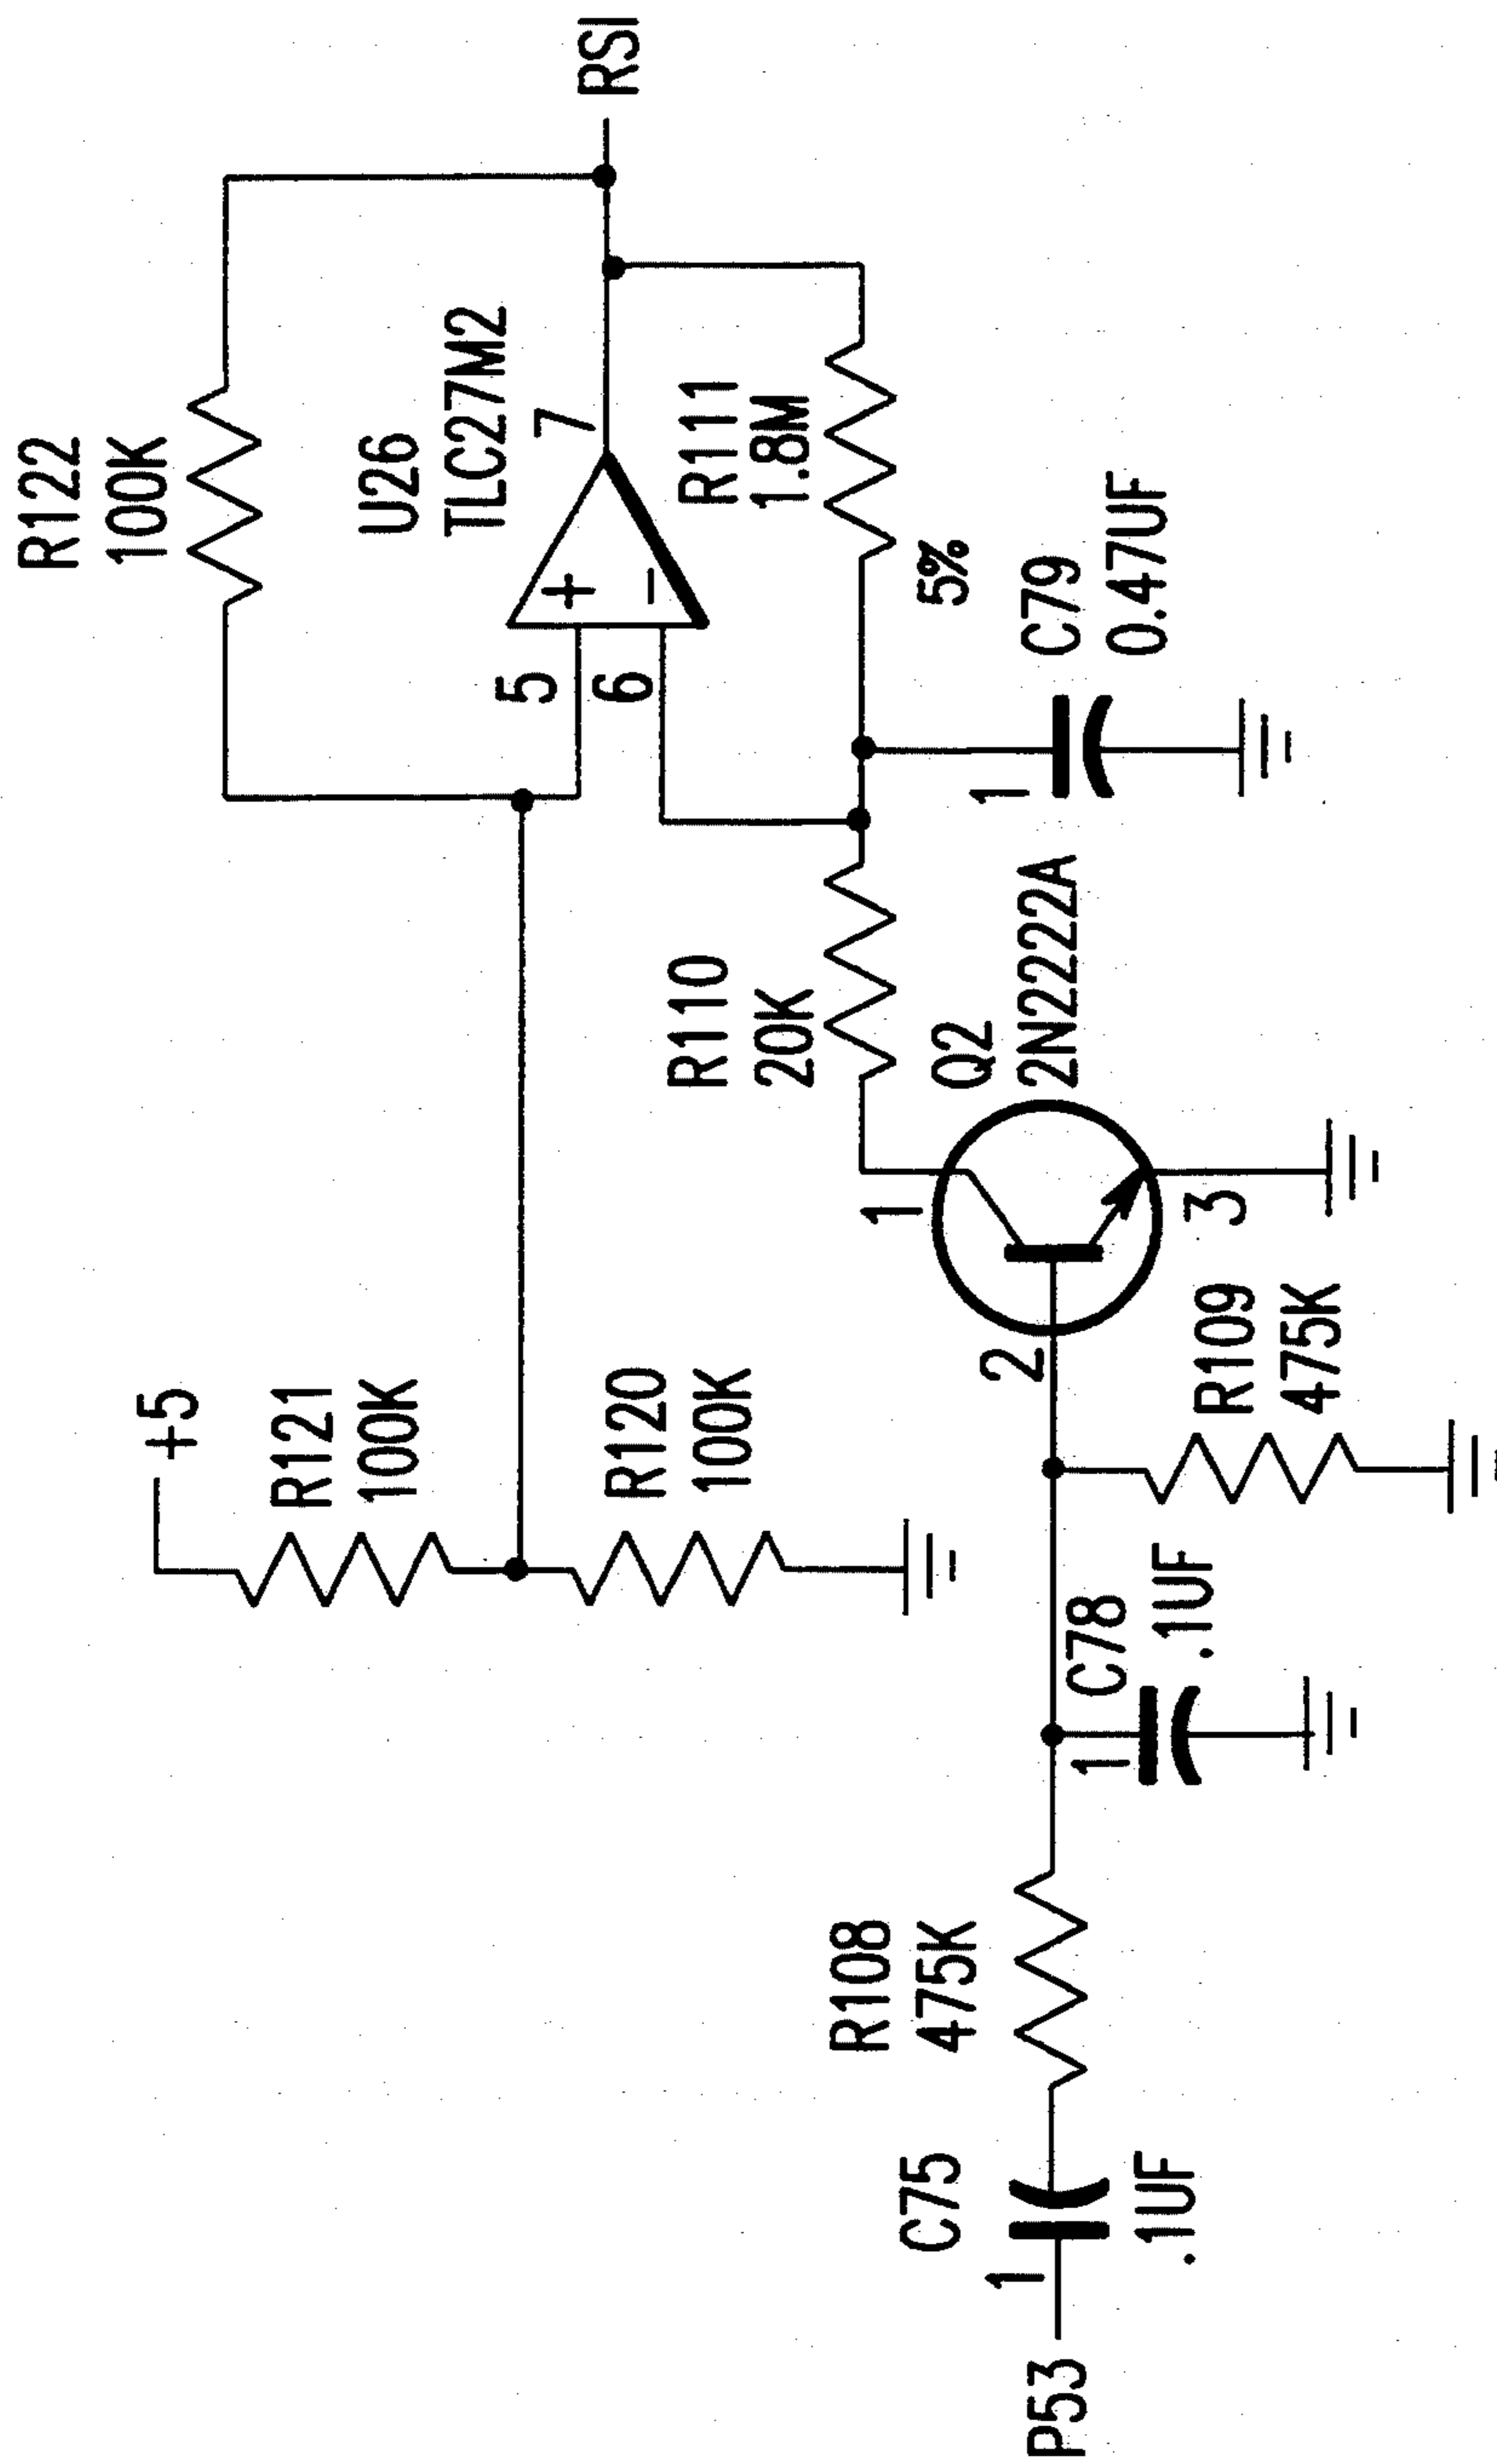 +5
R121
100K
R120
100K
R122
100K
U26
TLC27M2
5
6
+
−
7
RSI
R111
1.8M
5%
C79
0.47UF
1
R110
20K
Q2
2N2222A
1
2
3
R109
475K
C78
.1UF
1
R108
475K
C75
.1UF
1
P53